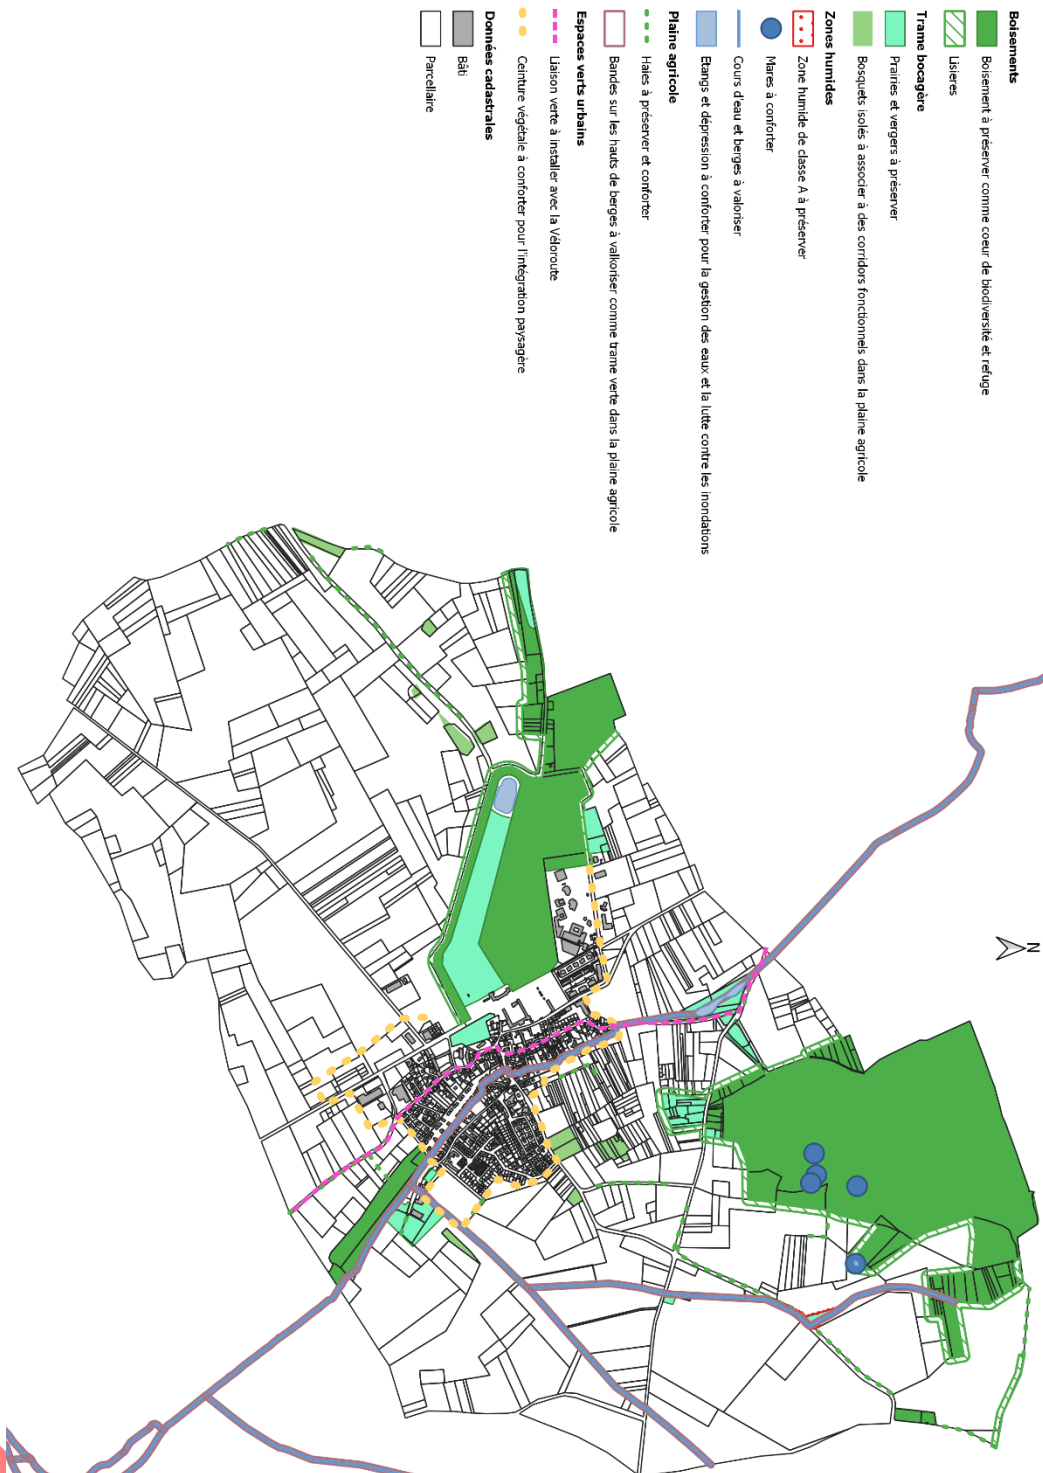 Boisements
Boisement à préserver comme coeur de biodiversité et refuge
Lisieres
Trame bocagère
Prairies et vergers à préserver
Bosquets isolés à associer à des corridors fonctionnels dans la plaine agricole
Zones humides
Zone humide de classe A à préserver
Mares à conforter
Cours d'eau et berges à valoriser
Etangs et dépression à conforter pour la gestion des eaux et la lutte contre les inondations
Plaine agricole
Haies à préserver et conforter
Bandes sur les hauts de berges à valkoriser comme trame verte dans la plaine agricole
Espaces verts urbains
Liaison verte à installer avec la Véloroute
Ceinture végétale à conforter pour l'intégration paysagère
Données cadastrales
Bâti
Parcellaire
N